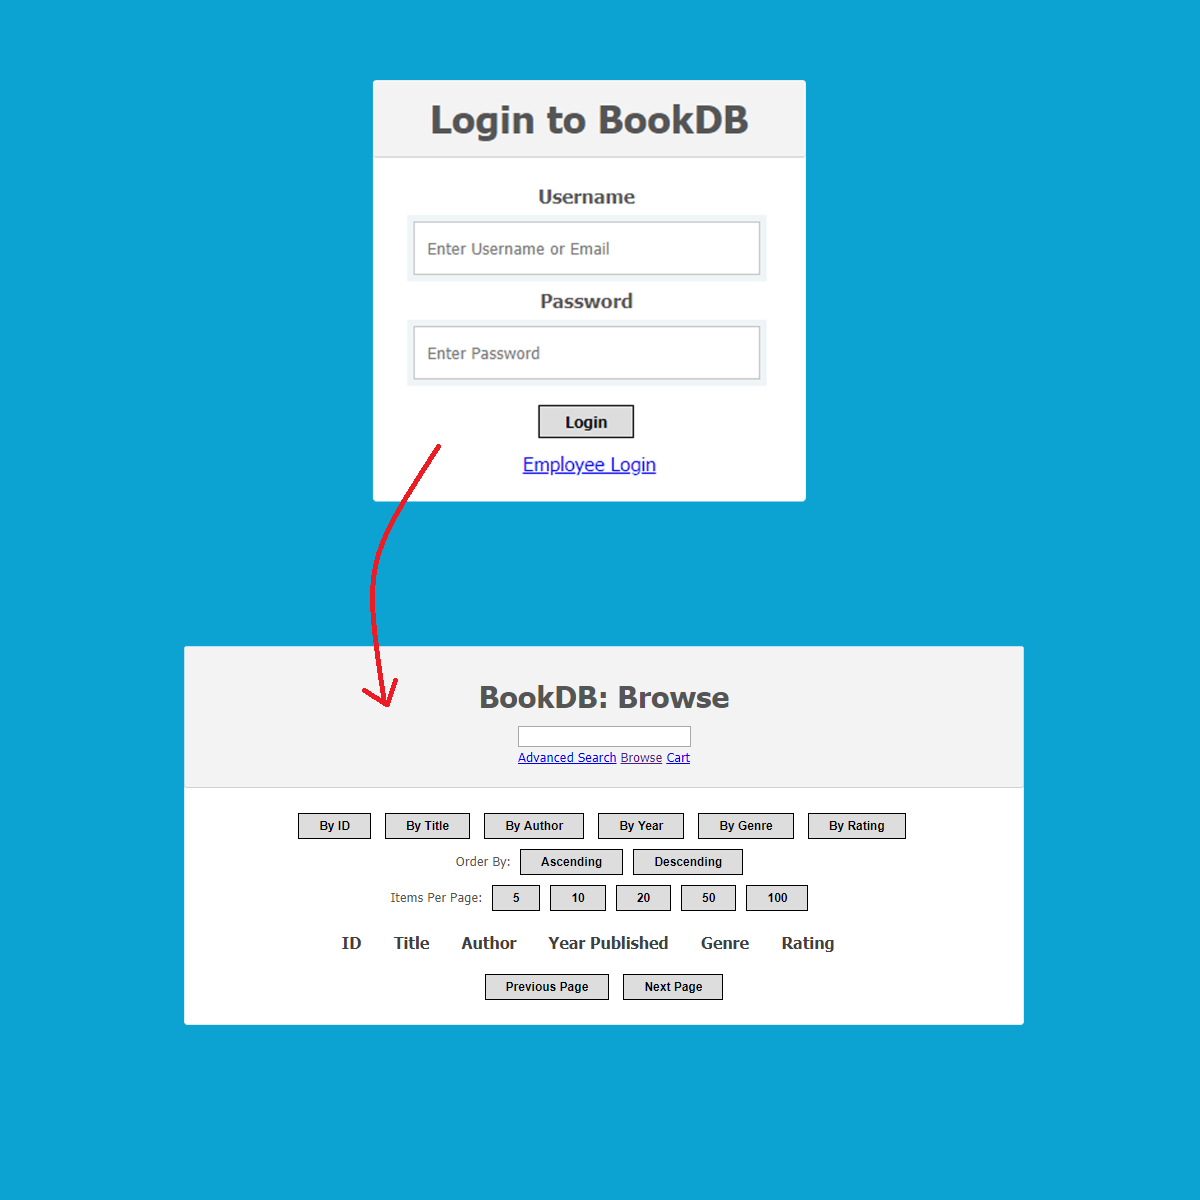 Login to BookDB
Username
Enter Username or Email
Password
Enter Password
Login
Employee Login
BookDB: Browse
Advanced Search Browse Cart
By ID By Title By Author By Year By Genre By Rating
Order By: Ascending Descending
Items Per Page: 5 10 20 50 100
ID Title Author Year Published Genre Rating
Previous Page Next Page